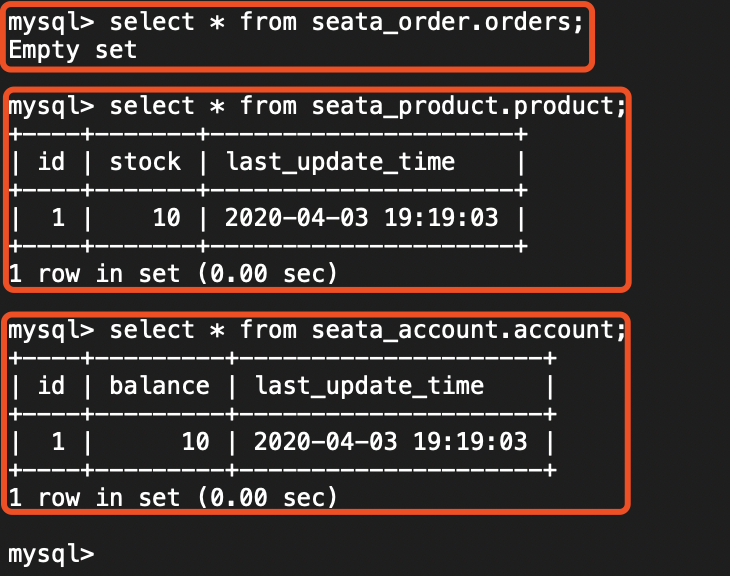 mysql> select * from seata_order.orders;
Empty set
mysql> select * from seata_product.product;
+----+-------+---------------------+
| id | stock | last_update_time    |
+----+-------+---------------------+
|  1 |    10 | 2020-04-03 19:19:03 |
+----+-------+---------------------+
1 row in set (0.00 sec)
mysql> select * from seata_account.account;
+----+---------+---------------------+
| id | balance | last_update_time    |
+----+---------+---------------------+
|  1 |      10 | 2020-04-03 19:19:03 |
+----+---------+---------------------+
1 row in set (0.00 sec)
mysql>